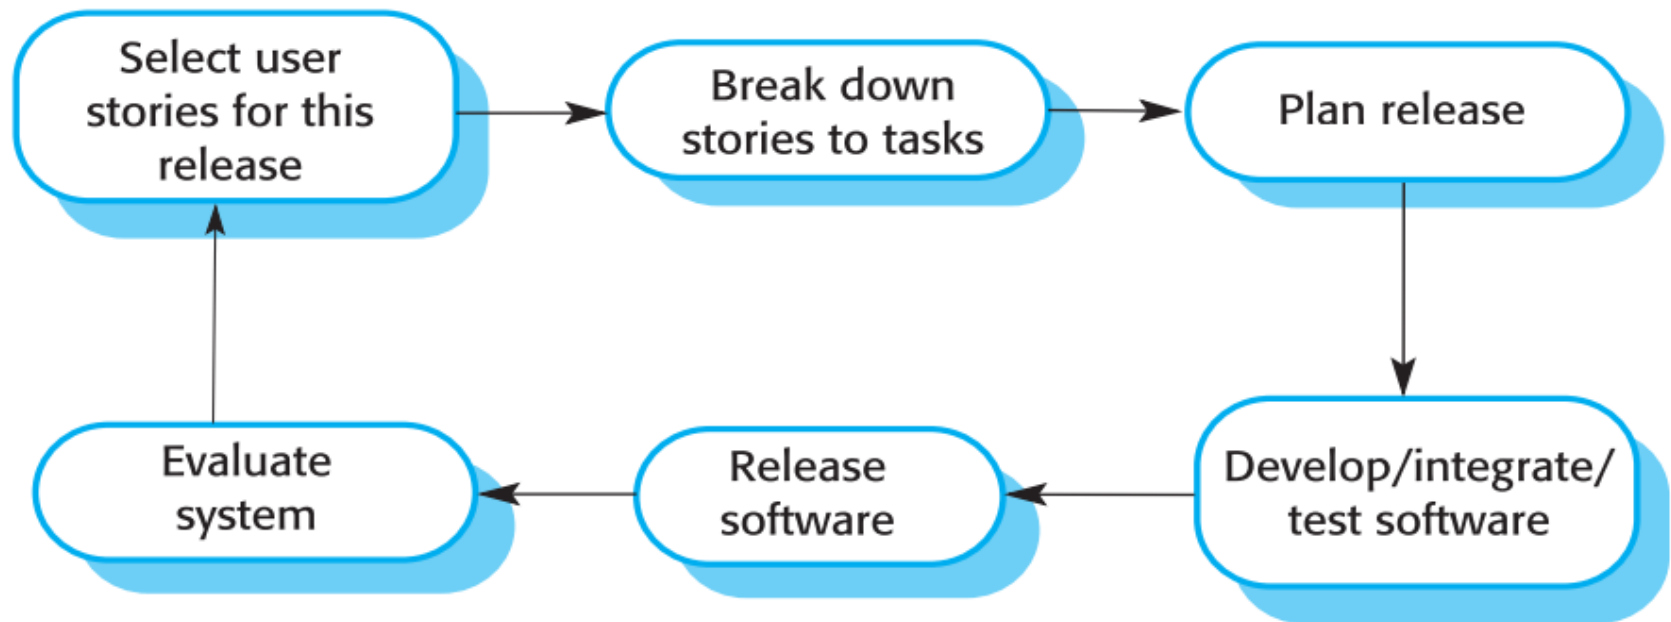 Select user
stories for this
release
Break down
stories to tasks
Plan release
Evaluate
system
Release
software
Develop/integrate/
test software